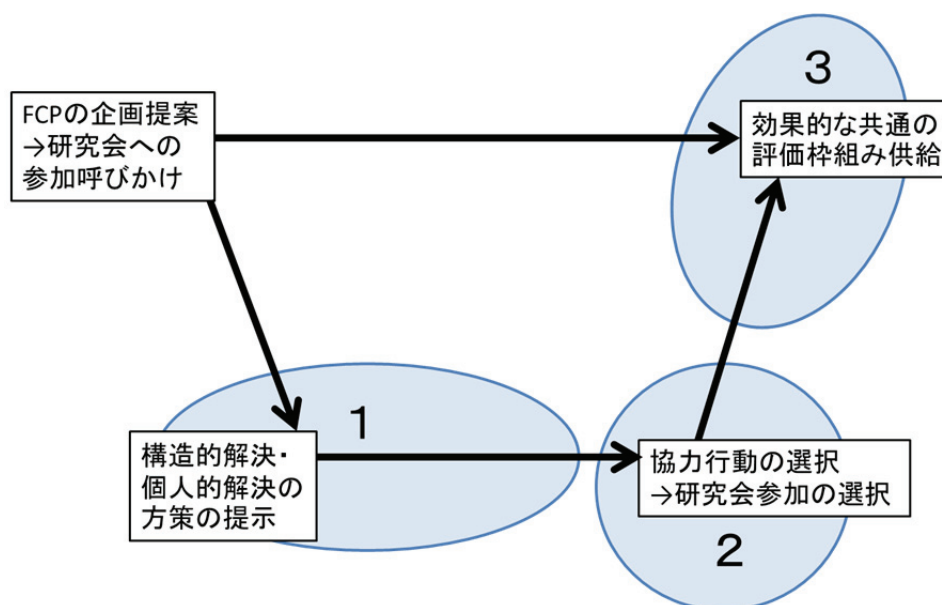 3
FCPの企画提案
→研究会への
参加呼びかけ
効果的な共通の
評価枠組み供給
1
構造的解決・
個人的解決の
方策の提示
協力行動の選択
→研究会参加の選択
2